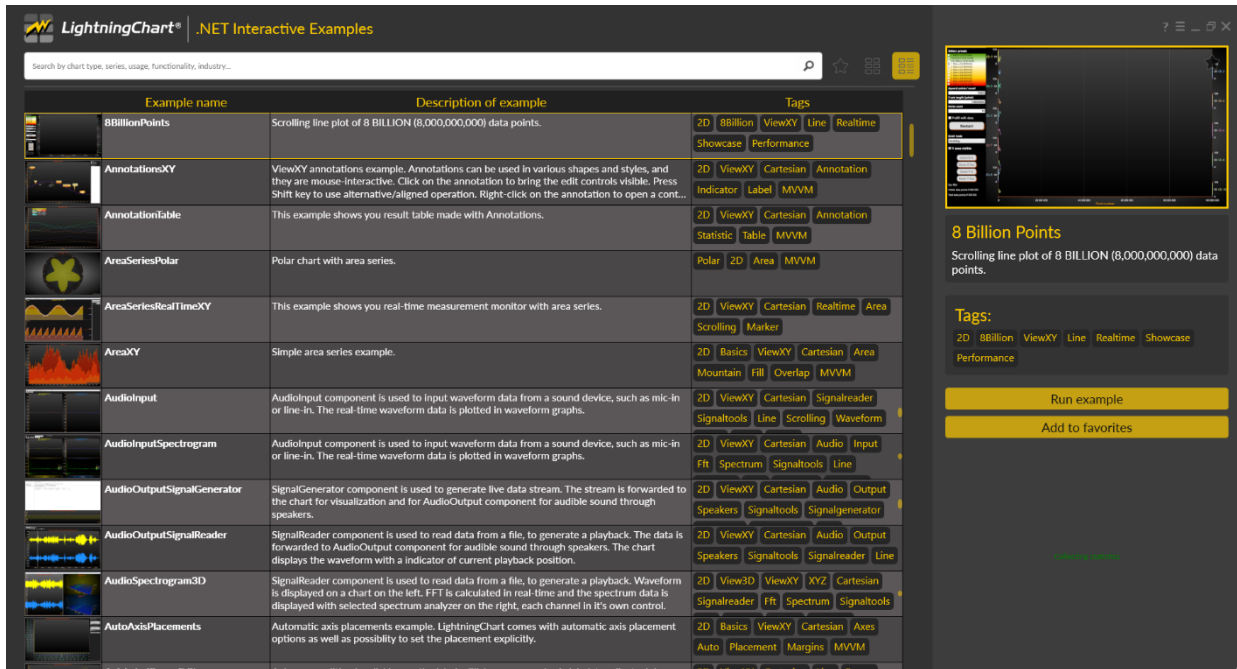 LightningChart® .NET Interactive Examples
? 
Search by chart type, series, usage, functionality, industry...
Example name Description of example Tags
8BillionPoints Scrolling line plot of 8 BILLION (8,000,000,000) data points. 2D 8Billion ViewXY Line Realtime
Showcase Performance
AnnotationsXY ViewXY annotations example. Annotations can be used in various shapes and styles, and 2D ViewXY Cartesian Annotation
they are mouse-interactive. Click on the annotation to bring the edit controls visible. Press
Shift key to use alternative/aligned operation. Right-click on the annotation to open a cont... Indicator Label MVVM
AnnotationTable This example shows you result table made with Annotations. 2D ViewXY Cartesian Annotation
Statistic Table MVVM
AreaSeriesPolar Polar chart with area series. Polar 2D Area MVVM
AreaSeriesRealTimeXY This example shows you real-time measurement monitor with area series. 2D ViewXY Cartesian Realtime Area
Scrolling Marker
AreaXY Simple area series example. 2D Basics ViewXY Cartesian Area
Mountain Fill Overlap MVVM
AudioInput AudioInput component is used to input waveform data from a sound device, such as mic-in 2D ViewXY Cartesian Signalreader
or line-in. The real-time waveform data is plotted in waveform graphs. Signaltools Line Scrolling Waveform
AudioInputSpectrogram AudioInput component is used to input waveform data from a sound device, such as mic-in 2D ViewXY Cartesian Audio Input
or line-in. The real-time waveform data is plotted in waveform graphs. Fft Spectrum Signaltools Line
AudioOutputSignalGenerator SignalGenerator component is used to generate live data stream. The stream is forwarded to 2D ViewXY Cartesian Audio Output
the chart for visualization and for AudioOutput component for audible sound through
speakers. Speakers Signaltools Signalgenerator
AudioOutputSignalReader SignalReader component is used to read data from a file, to generate a playback. The data is 2D ViewXY Cartesian Audio Output
forwarded to AudioOutput component for audible sound through speakers. The chart
displays the waveform with a indicator of current playback position. Speakers Signaltools Signalreader Line
AudioSpectrogram3D SignalReader component is used to read data from a file, to generate a playback. Waveform 2D View3D ViewXY XYZ Cartesian
is displayed on a chart on the left. FFT is calculated in real-time and the spectrum data is
displayed with selected spectrum analyzer on the right, each channel in it's own control. Signalreader Fft Spectrum Signaltools
AutoAxisPlacements Automatic axis placements example. LightningChart comes with automatic axis placement 2D Basics ViewXY Cartesian Axes
options as well as possiblity to set the placement explicitly. Auto Placement Margins MVVM
8 Billion Points
Scrolling line plot of 8 BILLION (8,000,000,000) data
points.
Tags:
2D 8Billion ViewXY Line Realtime Showcase
Performance
Run example
Add to favorites